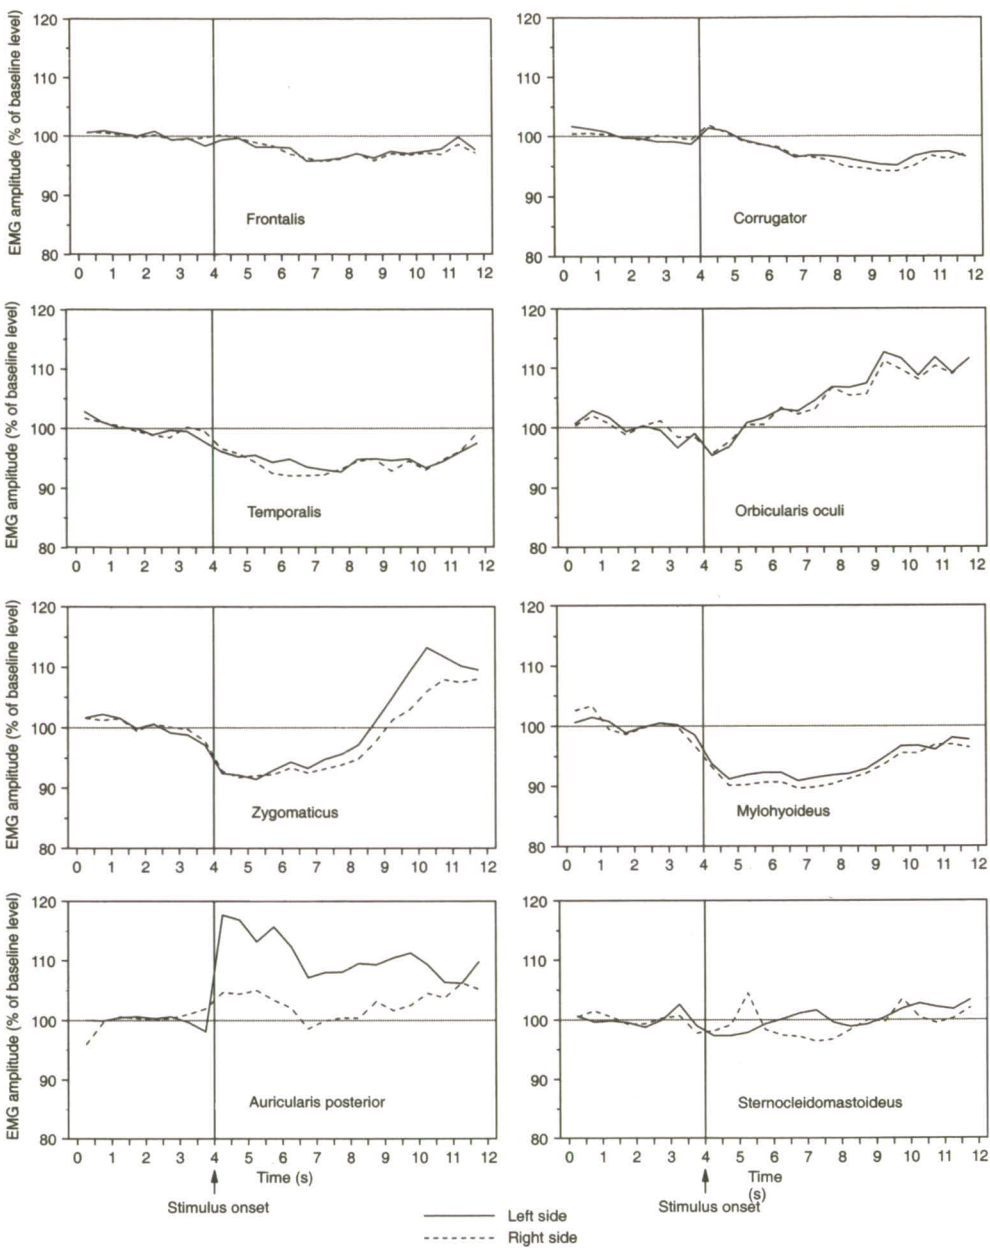 EMG amplitude (% of baseline level)
120
110
100
90
80
Frontalis
0 1 2 3 4 5 6 7 8 9 10 11 12
120
110
100
90
80
Corrugator
0 1 2 3 4 5 6 7 8 9 10 11 12
EMG amplitude (% of baseline level)
120
110
100
90
80
Temporalis
0 1 2 3 4 5 6 7 8 9 10 11 12
120
110
100
90
80
Orbicularis oculi
0 1 2 3 4 5 6 7 8 9 10 11 12
EMG amplitude (% of baseline level)
120
110
100
90
80
Zygomaticus
0 1 2 3 4 5 6 7 8 9 10 11 12
120
110
100
90
80
Mylohyoideus
0 1 2 3 4 5 6 7 8 9 10 11 12
EMG amplitude (% of baseline level)
120
110
100
90
80
Auricularis posterior
0 1 2 3 4 5 6 7 8 9 10 11 12
Time (s)
Stimulus onset
120
110
100
90
80
Sternocleidomastoideus
0 1 2 3 4 5 6 7 8 9 10 11 12
Time
(s)
Stimulus onset
Left side
Right side